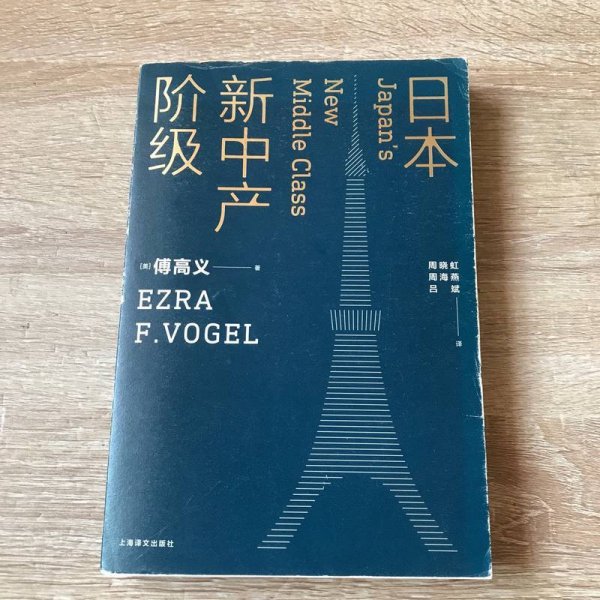 日本
新中产
阶级
Japan's
New
Middle Class
[美] 傅高义 著
EZRA
F.VOGEL
周晓虹
周海燕
吕斌
译
上海译文出版社